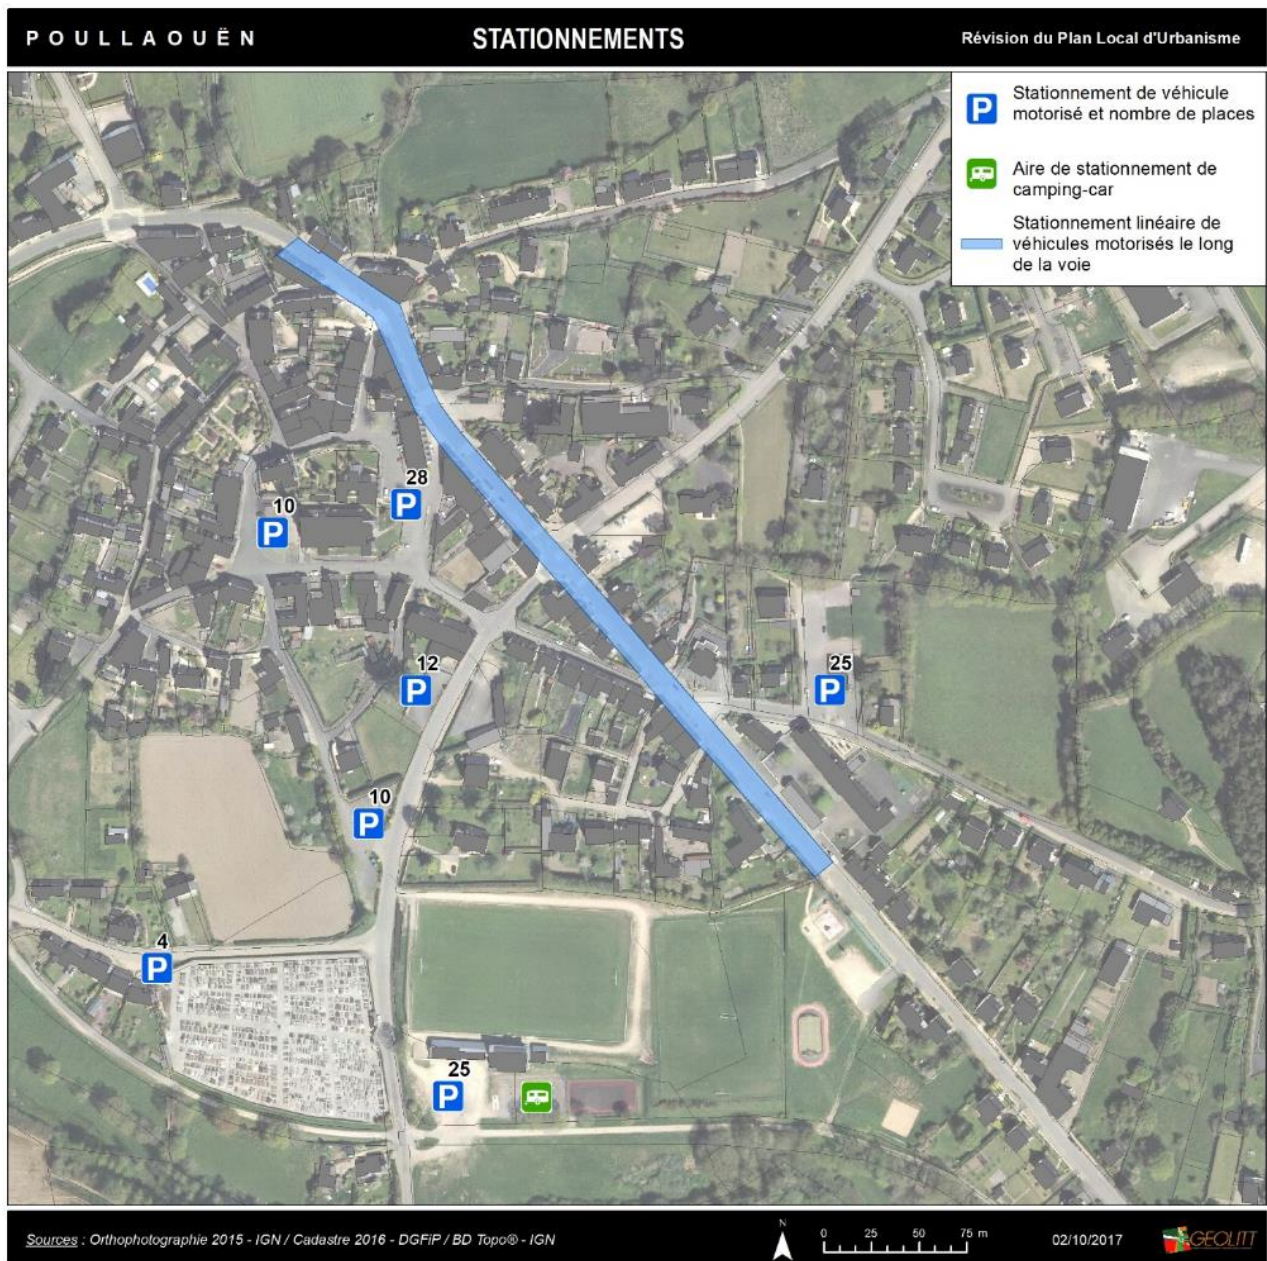 POULLAOUËN
STATIONNEMENTS
Révision du Plan Local d'Urbanisme
P
Stationnement de véhicule
motorisé et nombre de places
Aire de stationnement de
camping-car
Stationnement linéaire de
véhicules motorisés le long
de la voie
28
P
10
P
12
P
25
P
10
P
4
P
25
P
Sources : Orthophotographie 2015 - IGN / Cadastre 2016 - DGFiP / BD Topo® - IGN
N
0 25 50 75 m
02/10/2017
GEOLITT